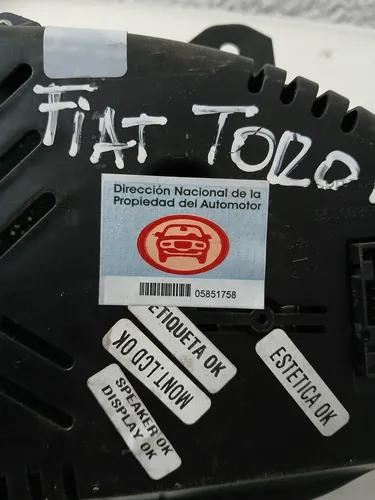 FIAT TORO
Dirección Nacional de la
Propiedad del Automotor
05851758
ETIQUETA OK
MONT.LCD OK
SPEAKER OK
DISPLAY OK
ESTETICA OK